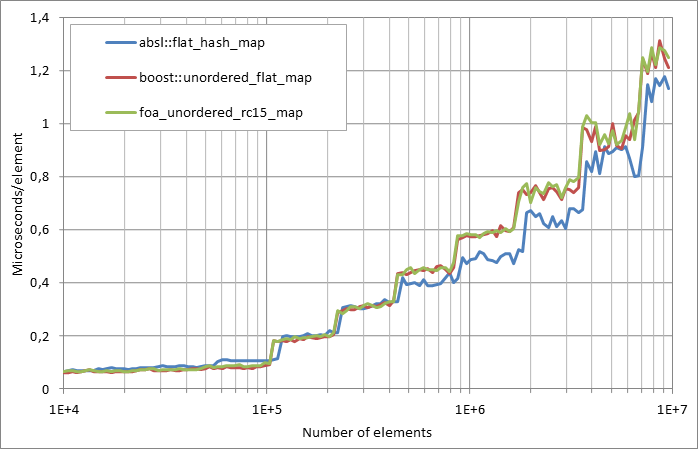 1,4
1,2
1
0,8
0,6
0,4
0,2
0
Microseconds/element
absl::flat_hash_map
boost::unordered_flat_map
foa_unordered_rc15_map
1E+4
1E+5
1E+6
1E+7
Number of elements